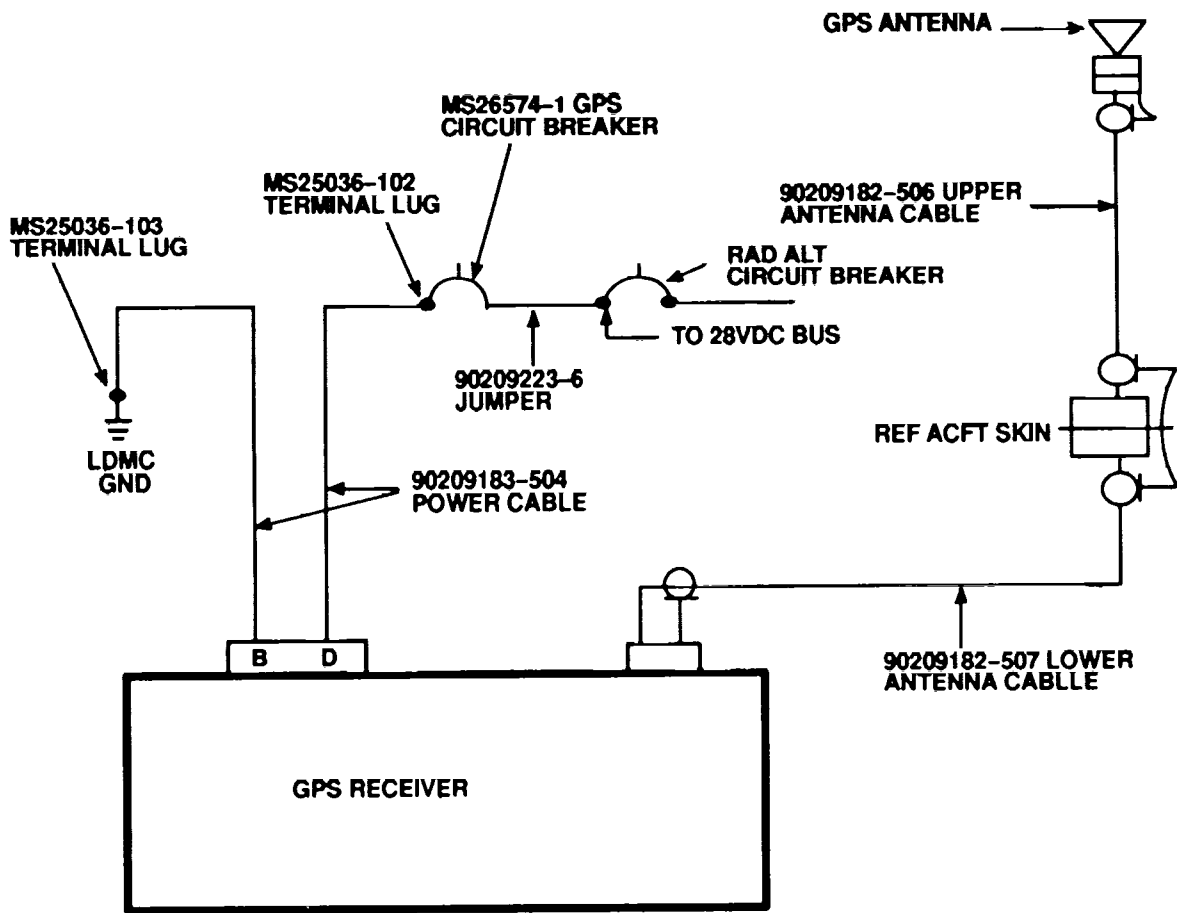 GPS ANTENNA
MS26574-1 GPS
CIRCUIT BREAKER
MS25036-102
TERMINAL LUG
90209182-506 UPPER
ANTENNA CABLE
MS25036-103
TERMINAL LUG
RAD ALT
CIRCUIT BREAKER
TO 28VDC BUS
90209223-6
JUMPER
REF ACFT SKIN
LDMC
GND
90209183-504
POWER CABLE
B D
90209182-507 LOWER
ANTENNA CABLLE
GPS RECEIVER